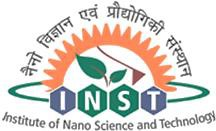 नैनो विज्ञान एवं प्रौद्योगिकी संस्थान
INST
Institute of Nano Science and Technology